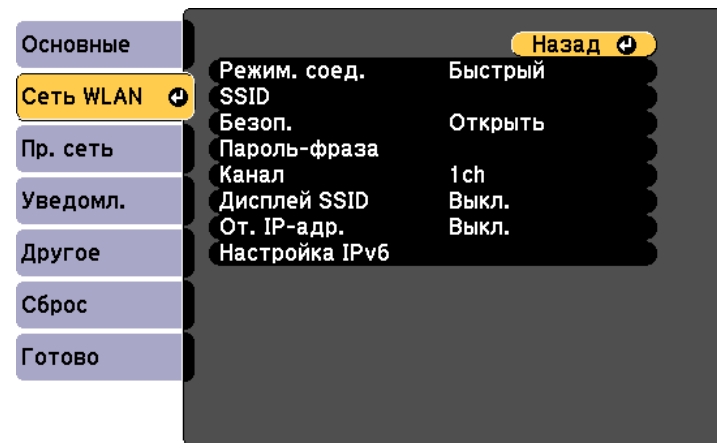 Основные
Сеть WLAN
Пр. сеть
Уведомл.
Другое
Сброс
Готово
Назад
Режим. соед. Быстрый
SSID
Безоп. Открыть
Пароль-фраза
Канал 1ch
Дисплей SSID Выкл.
От. IP-адр. Выкл.
Настройка IPv6